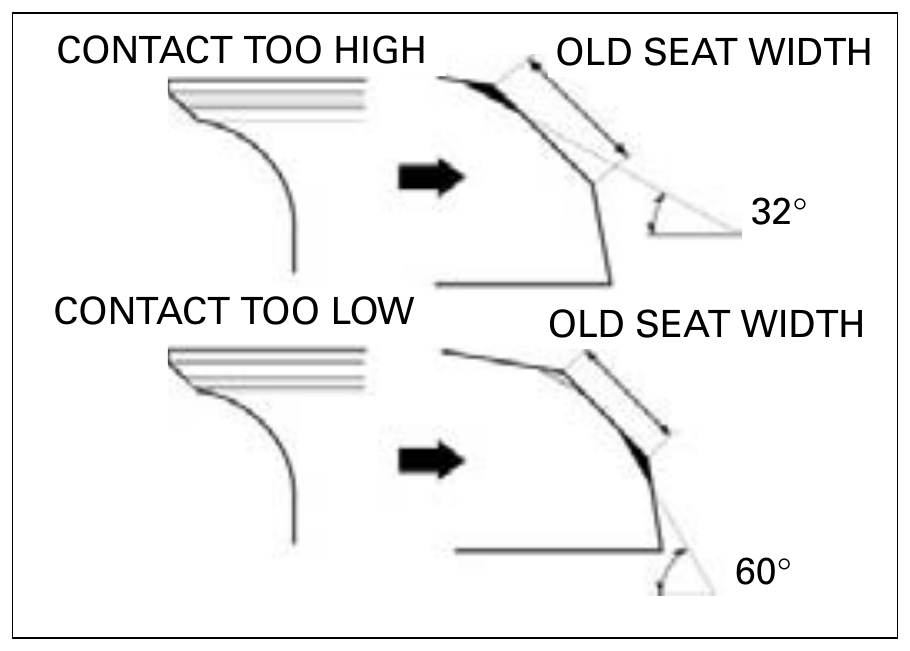 CONTACT TOO HIGH
OLD SEAT WIDTH
32°
CONTACT TOO LOW
OLD SEAT WIDTH
60°